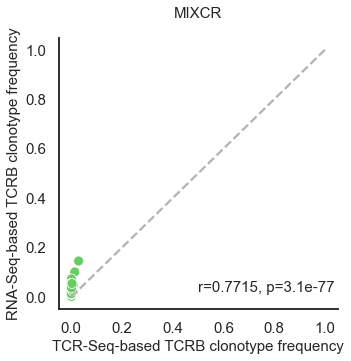 MIXCR
RNA-Seq-based TCRB clonotype frequency
1.0
0.8
0.6
0.4
0.2
0.0
r=0.7715, p=3.1e-77
0.0 0.2 0.4 0.6 0.8 1.0
TCR-Seq-based TCRB clonotype frequency